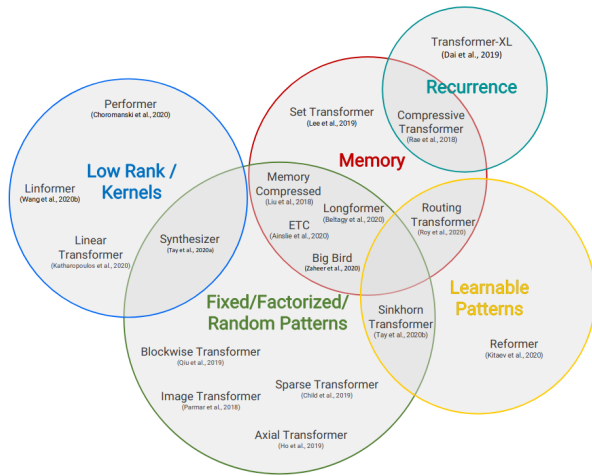 Transformer-XL
(Dai et al., 2019)
Recurrence
Performer
(Choromanski et al., 2020)
Set Transformer
(Lee et al., 2019)
Compressive
Transformer
(Rae et al., 2018)
Memory
Low Rank /
Kernels
Memory
Compressed
(Liu et al., 2018)
Linformer
(Wang et al., 2020b)
Longformer
(Beltagy et al., 2020)
Routing
Transformer
(Roy et al., 2020)
ETC
(Ainslie et al., 2020)
Linear
Transformer
(Katharopoulos et al., 2020)
Synthesizer
(Tay et al., 2020a)
Big Bird
(Zaheer et al., 2020)
Learnable
Patterns
Fixed/Factorized/
Random Patterns
Sinkhorn
Transformer
(Tay et al., 2020b)
Reformer
(Kitaev et al., 2020)
Blockwise Transformer
(Qiu et al., 2019)
Sparse Transformer
(Child et al., 2019)
Image Transformer
(Parmar et al., 2018)
Axial Transformer
(Ho et al., 2019)